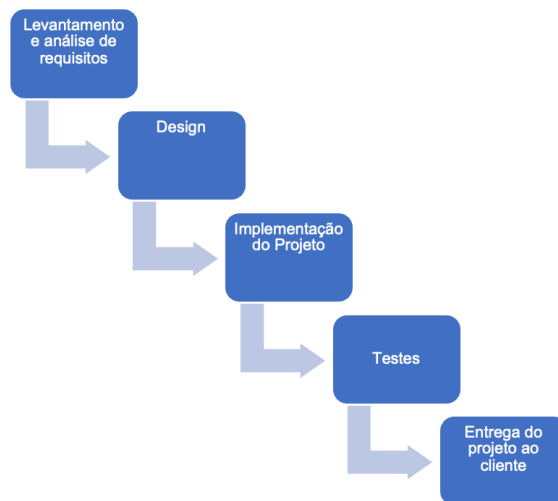 Levantamento
e análise de
requisitos
Design
Implementação
do Projeto
Testes
Entrega do
projeto ao
cliente